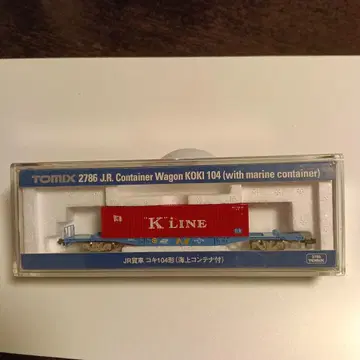 TOMIX 2786 J.R. Container Wagon KOKI 104 (with marine container)
K LINE
JR貨車 コキ104形 (海上コンテナ付)
2786